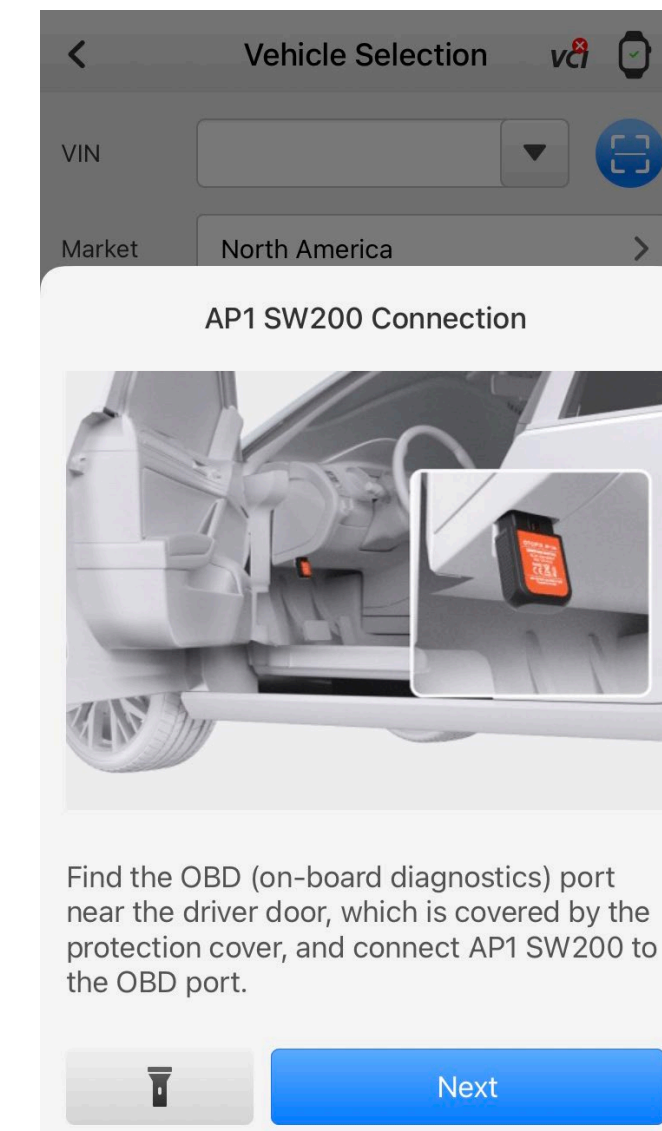 Vehicle Selection
VCI
VIN
Market
North America
AP1 SW200 Connection
Find the OBD (on-board diagnostics) port
near the driver door, which is covered by the
protection cover, and connect AP1 SW200 to
the OBD port.
Next